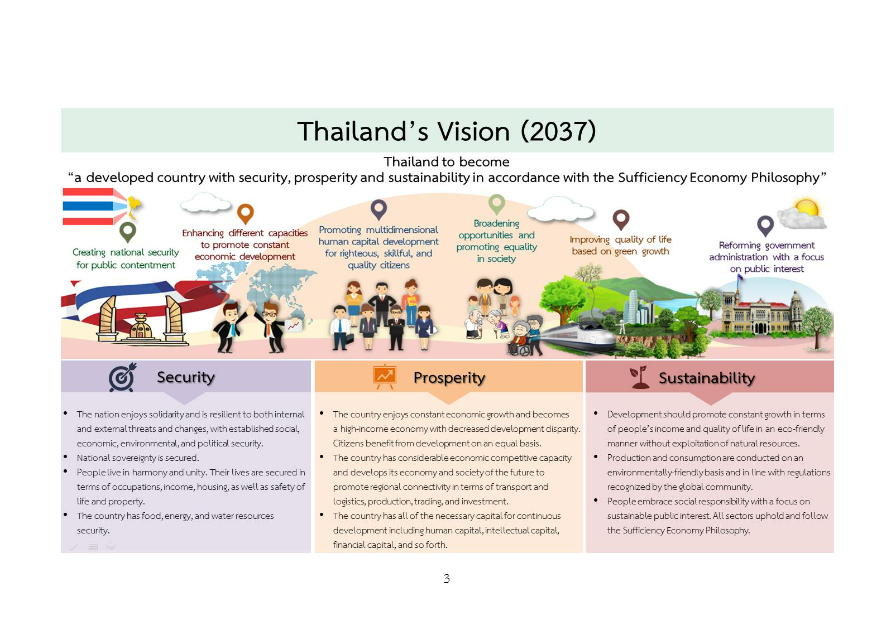 Thailand's Vision (2037)
Thailand to become
"a developed country with security, prosperity and sustainability in accordance with the Sufficiency Economy Philosophy"
Creating national security
for public contentment
Enhancing different capacities
to promote constant
economic development
Promoting multidimensional
human capital development
for righteous, skillful, and
quality citizens
Broadening
opportunities and
promoting equality
in society
Improving quality of life
based on green growth
Reforming government
administration with a focus
on public interest
Security
• The nation enjoys solidarity and is resilient to both internal
and external threats and changes, with established social,
economic, environmental, and political security.
• National sovereignty is secured.
• People live in harmony and unity. Their lives are secured in
terms of occupations, income, housing, as well as safety of
life and property.
• The country has food, energy, and water resources
security.
Prosperity
• The country enjoys constant economic growth and becomes
a high-income economy with decreased development disparity.
Citizens benefit from development on an equal basis.
• The country has considerable economic competitive capacity
and develops its economy and society of the future to
promote regional connectivity in terms of transport and
logistics, production, trading, and investment.
• The country has all of the necessary capital for continuous
development including human capital, intellectual capital,
financial capital, and so forth.
Sustainability
• Development should promote constant growth in terms
of people's income and quality of life in an eco-friendly
manner without exploitation of natural resources.
• Production and consumption are conducted on an
environmentally-friendly basis and in line with regulations
recognized by the global community.
• People embrace social responsibility with a focus on
sustainable public interest. All sectors uphold and follow
the Sufficiency Economy Philosophy.
3